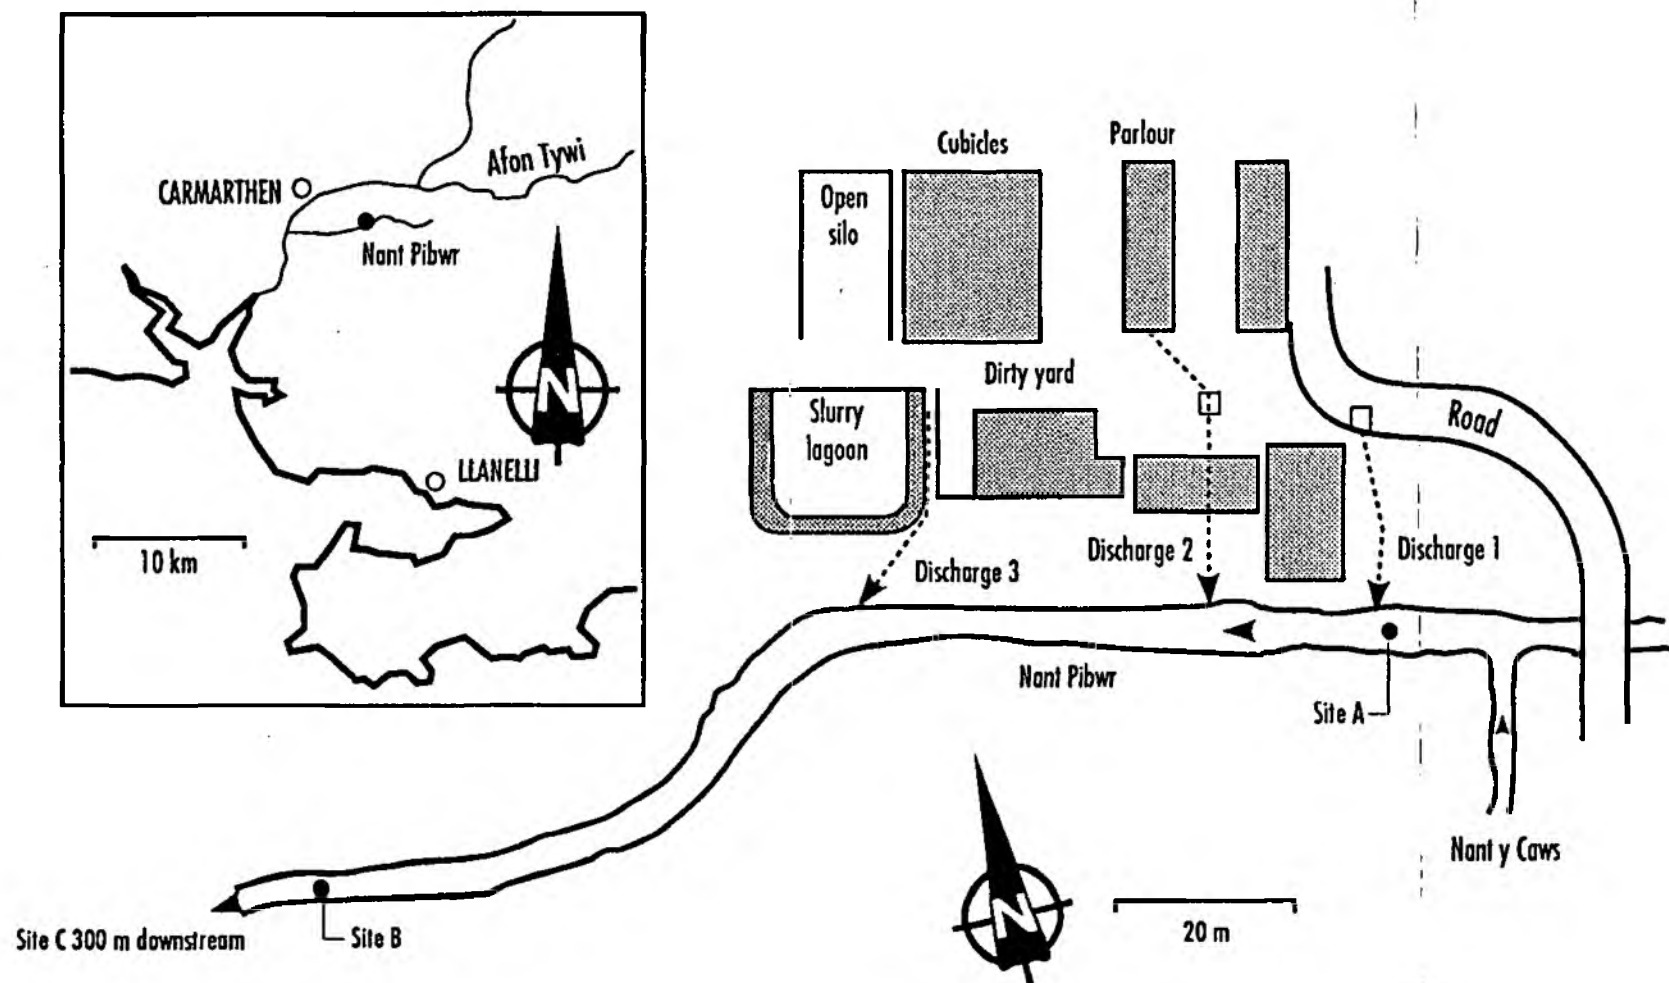 CARMARTHEN
Afon Tywi
Nant Pibwr
N
LLANELLI
10 km
Cubicles
Parlour
Open
silo
Dirty yard
Slurry
lagoon
Road
Discharge 3
Discharge 2
Discharge 1
Nant Pibwr
Site A
Nant y Caws
N
20 m
Site B
Site C 300 m downstream